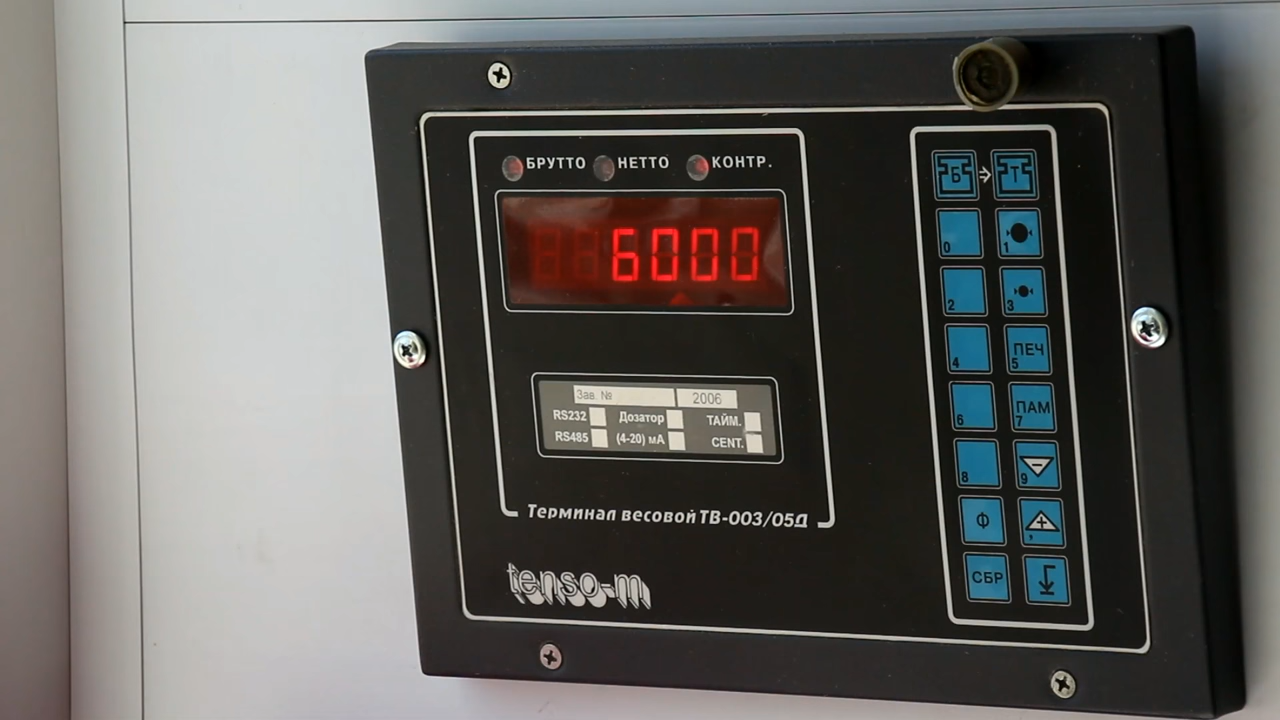 БРУТТО НЕТТО КОНТР.
6000
Зав. № 2006
RS232 Дозатор ТАЙМ.
RS485 (4-20) мА CENT.
Терминал весовой ТВ-003/05Д
tenso-m
Б Т
0 1
2 3
4 ПЕЧ 5
6 ПАМ 7
8 9
Ф ,
СБР